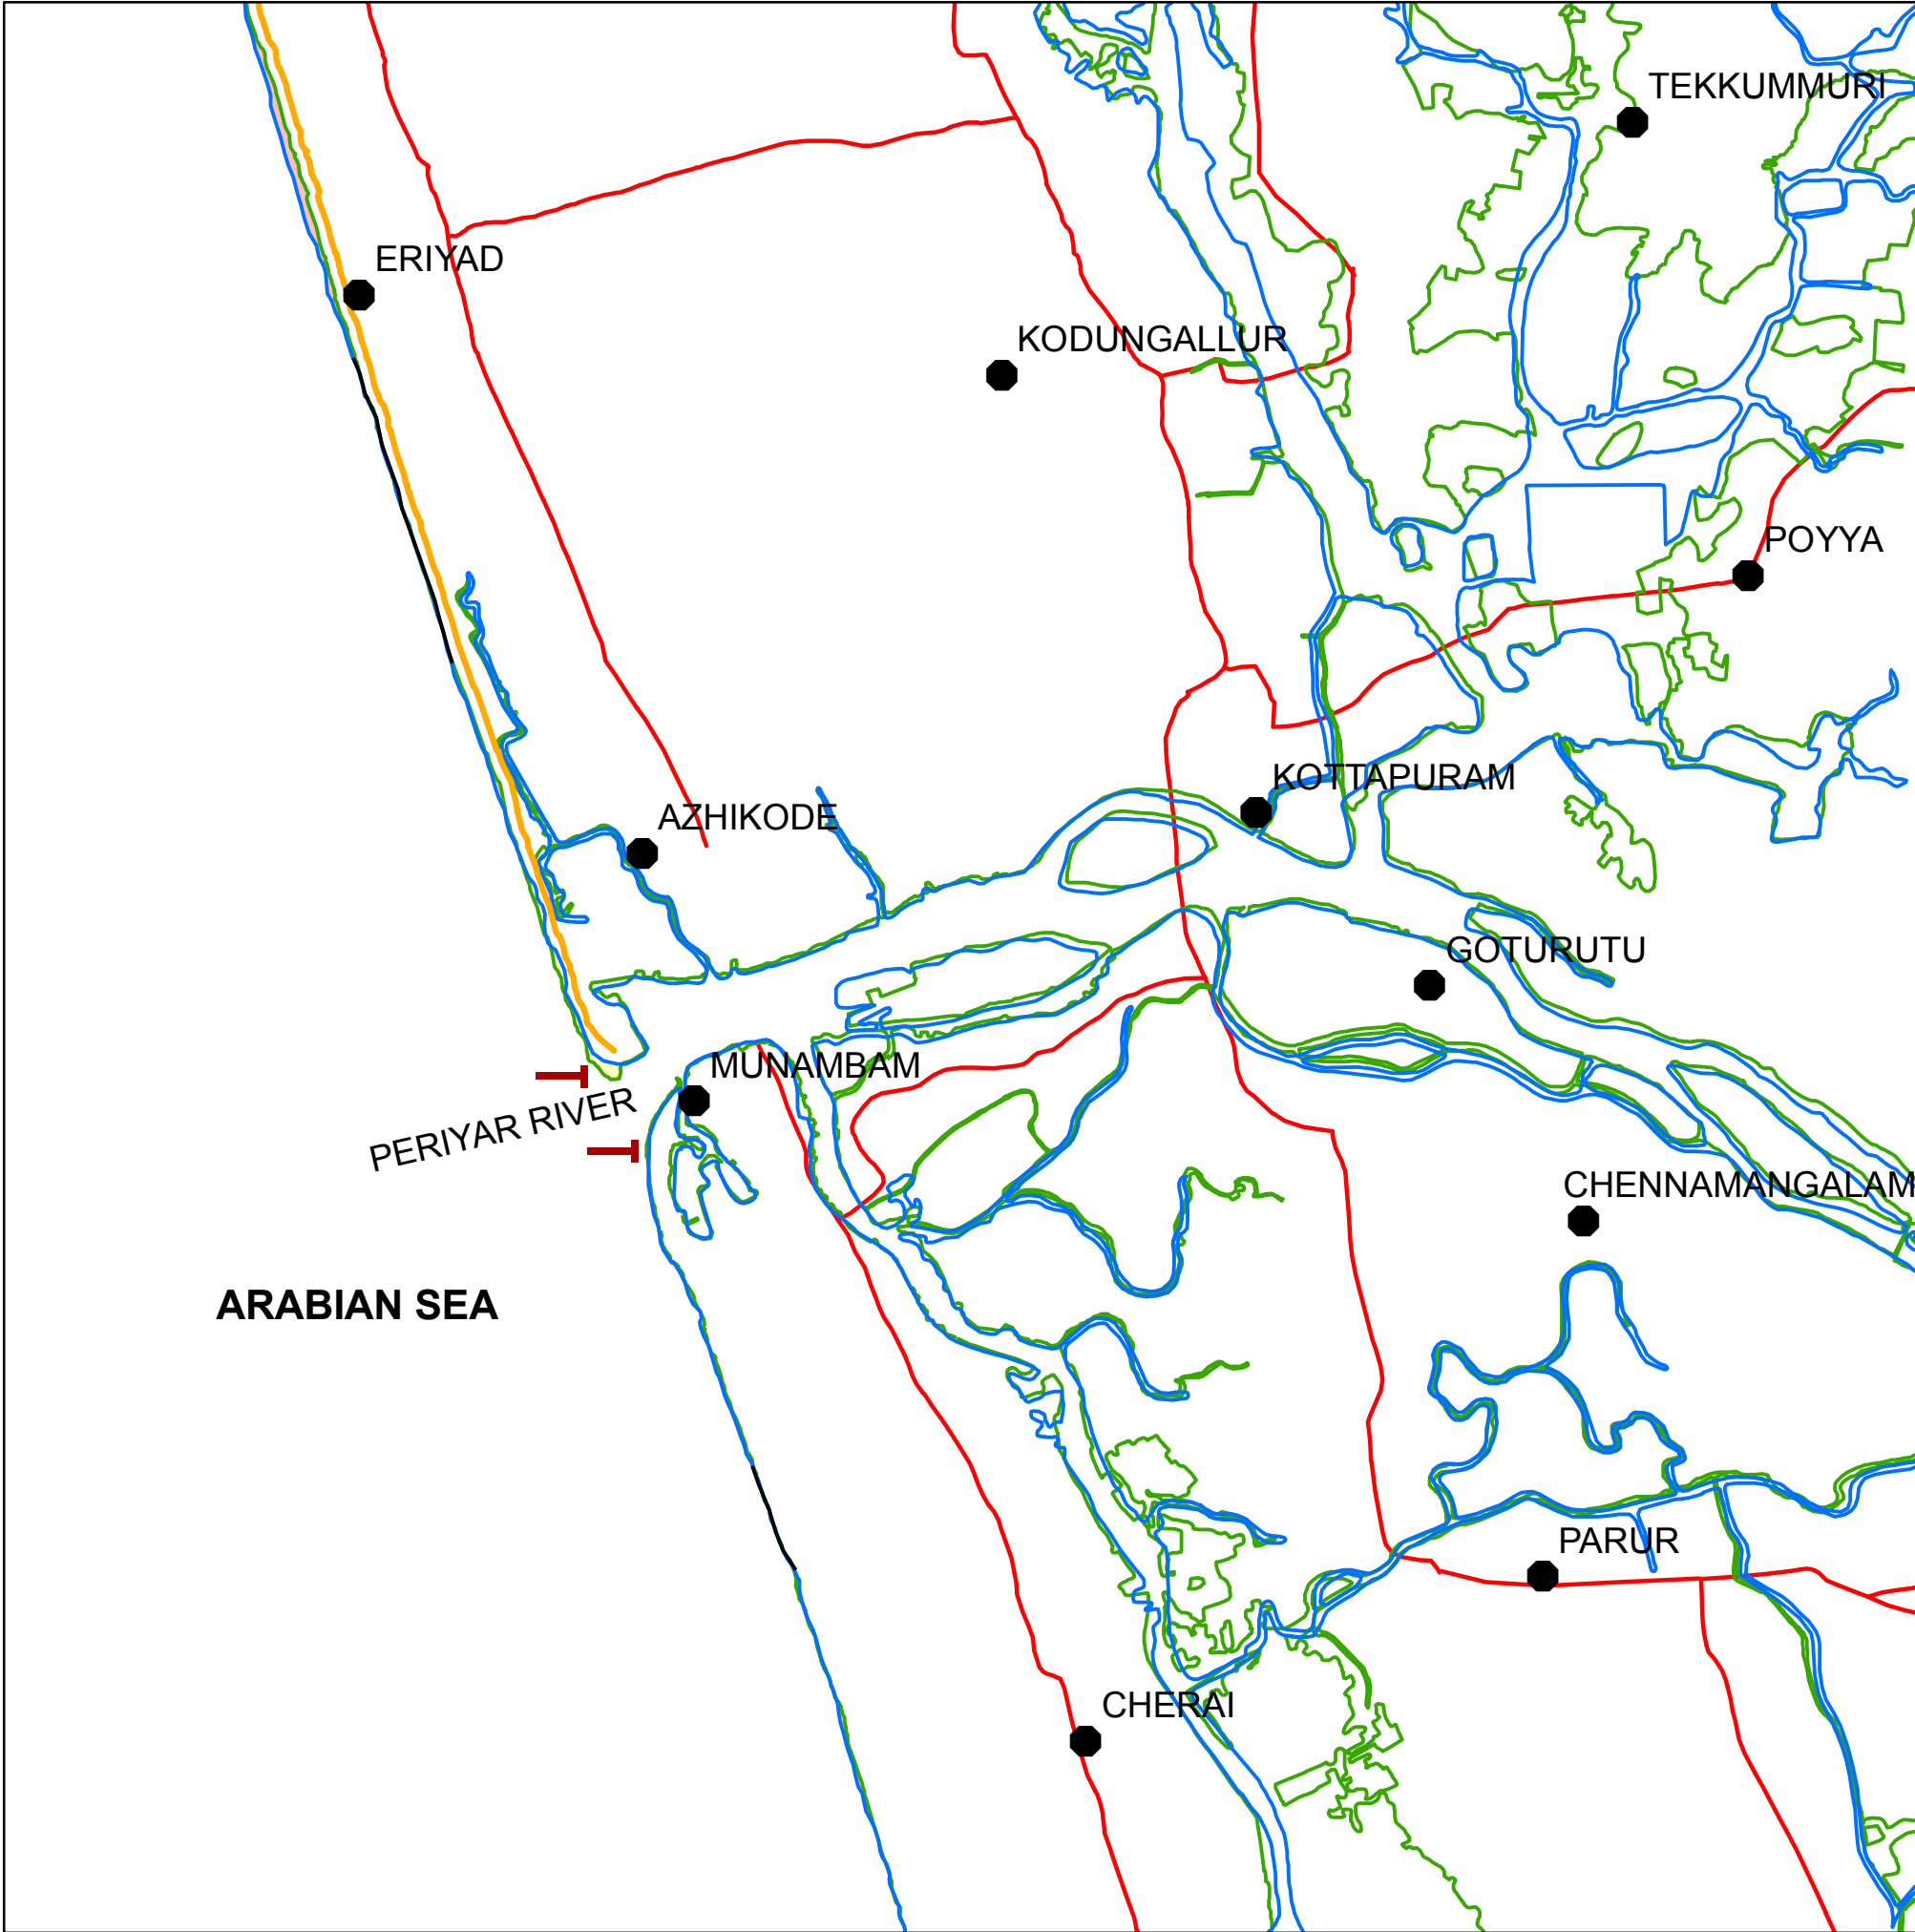 TEKKUMMURI
ERIYAD
KODUNGALLUR
POYYA
KOTTAPURAM
AZHIKODE
GOTURUTU
MUNAMBAM
PERIYAR RIVER
CHENNAMANGALAM
ARABIAN SEA
PARUR
CHERAI